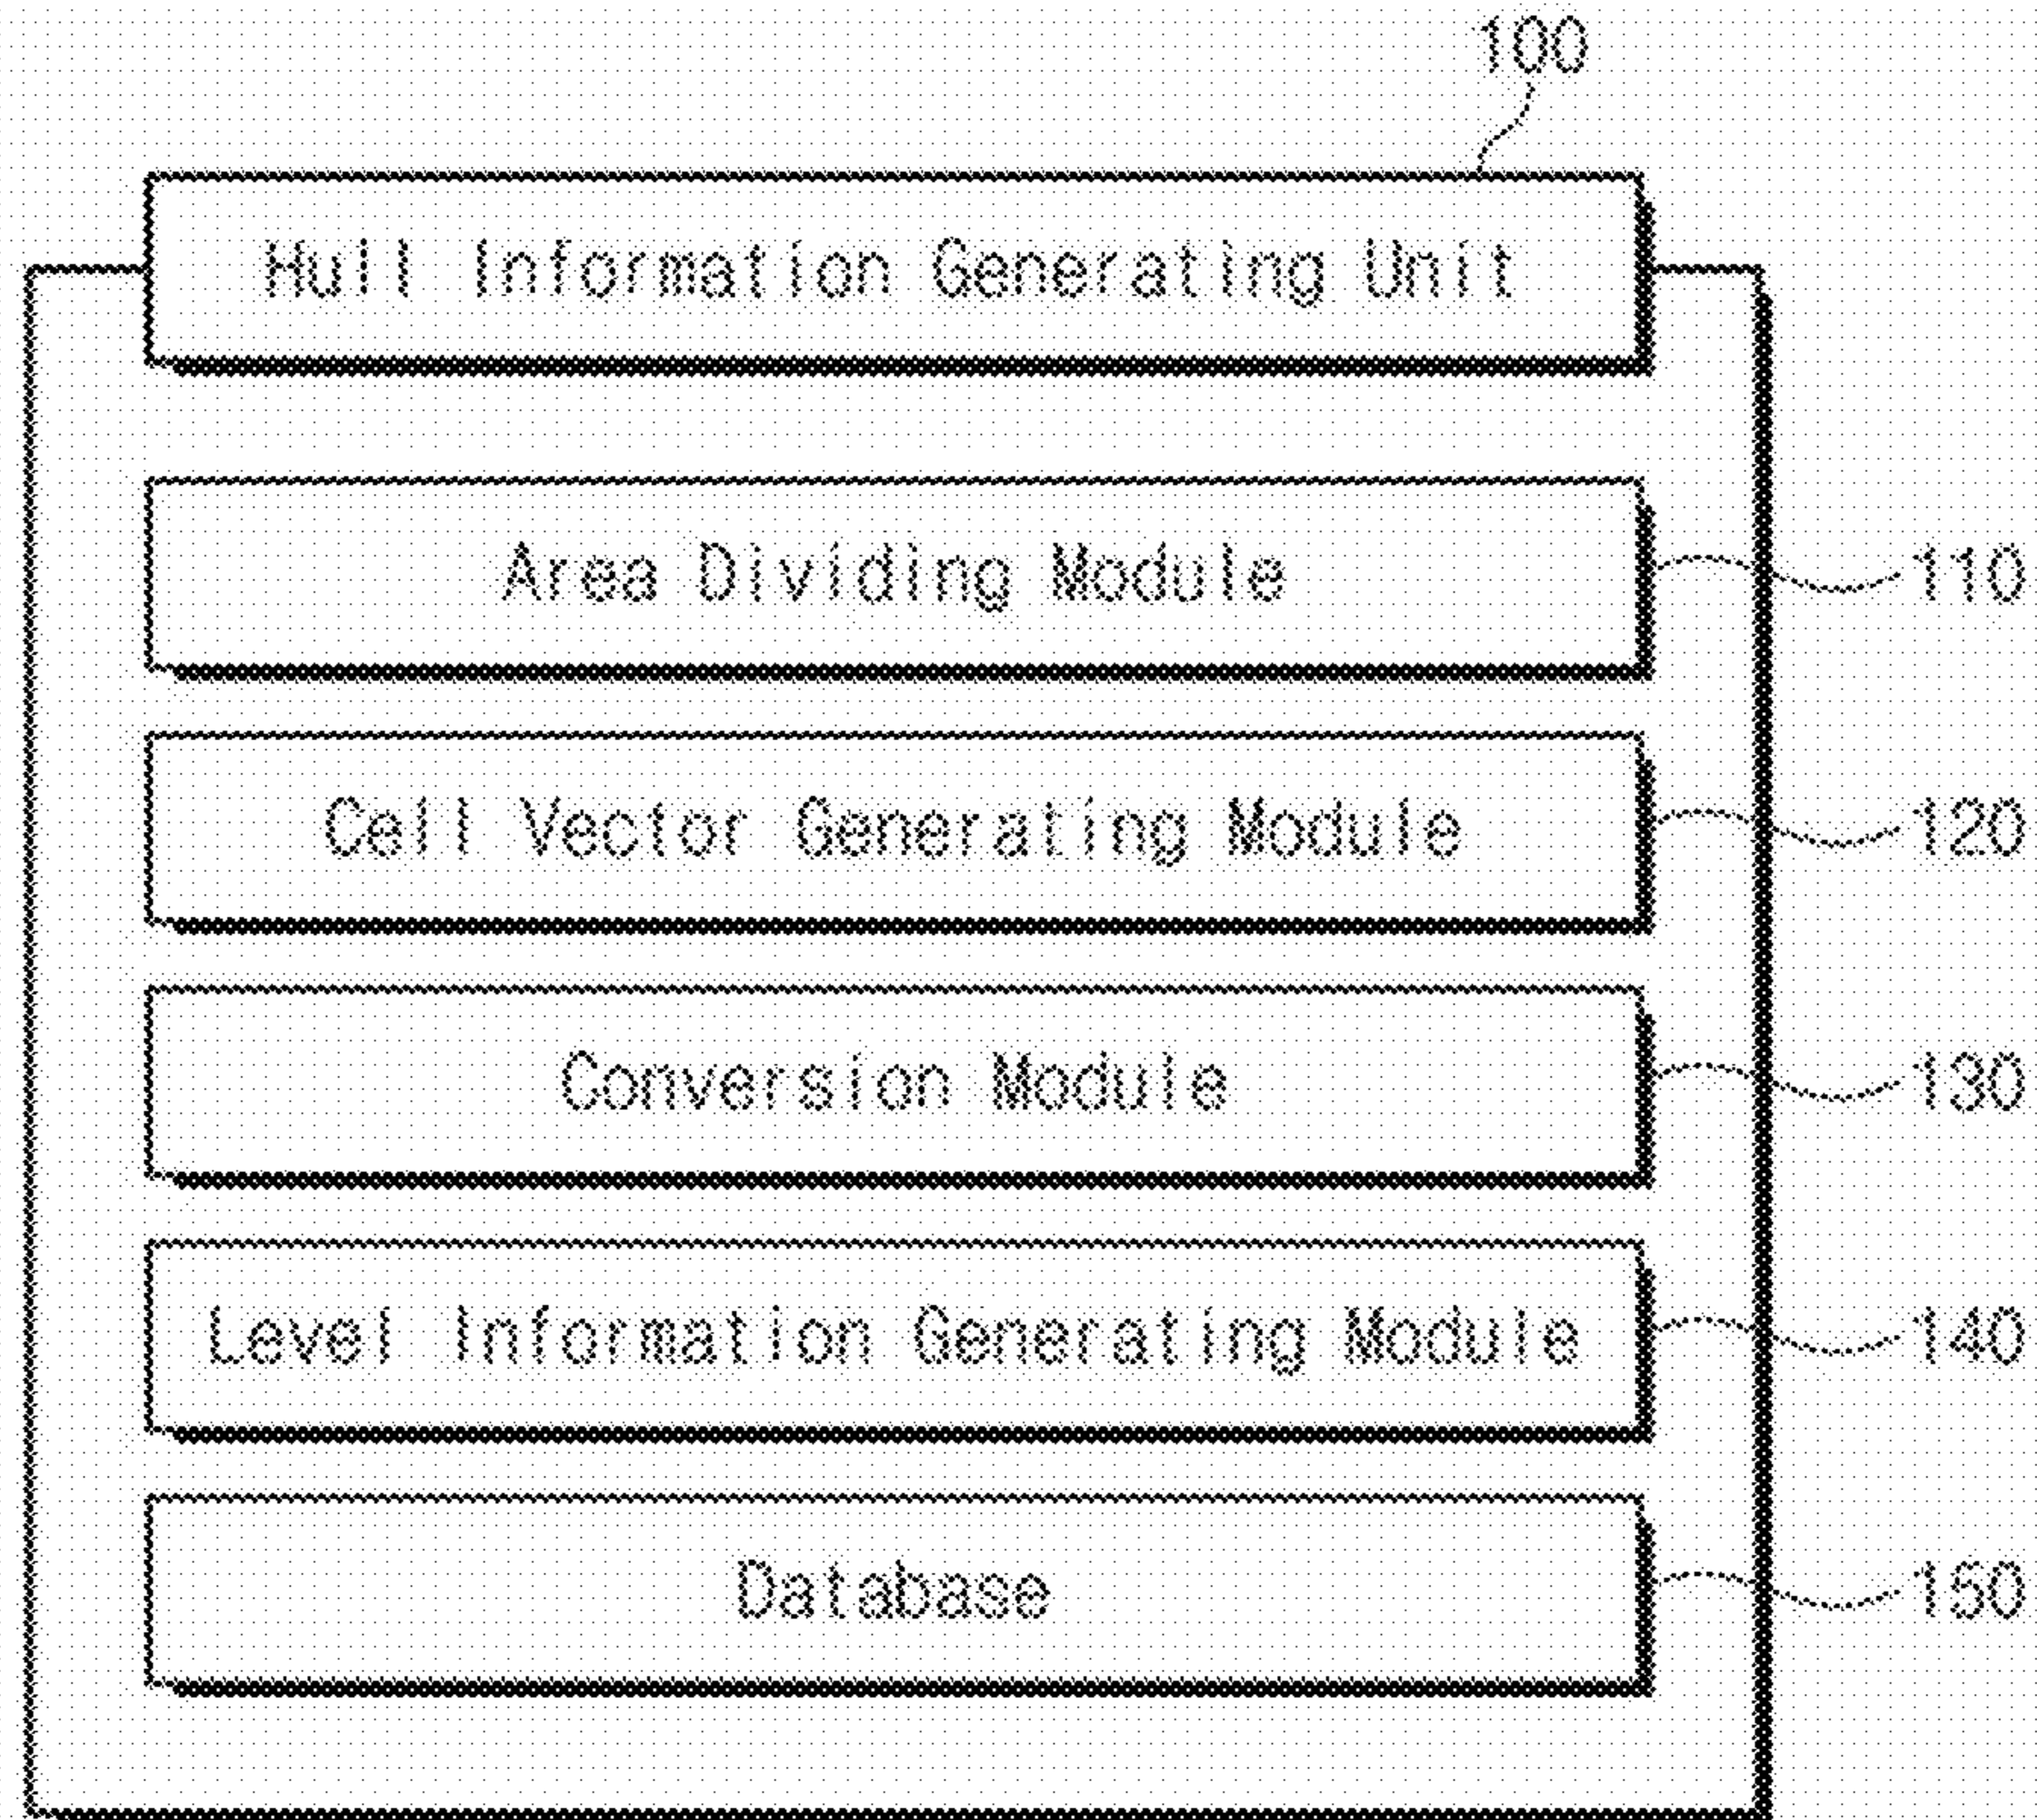 100
Hull Information Generating Unit
Area Dividing Module 110
Cell Vector Generating Module 120
Conversion Module 130
Level Information Generating Module 140
Database 150